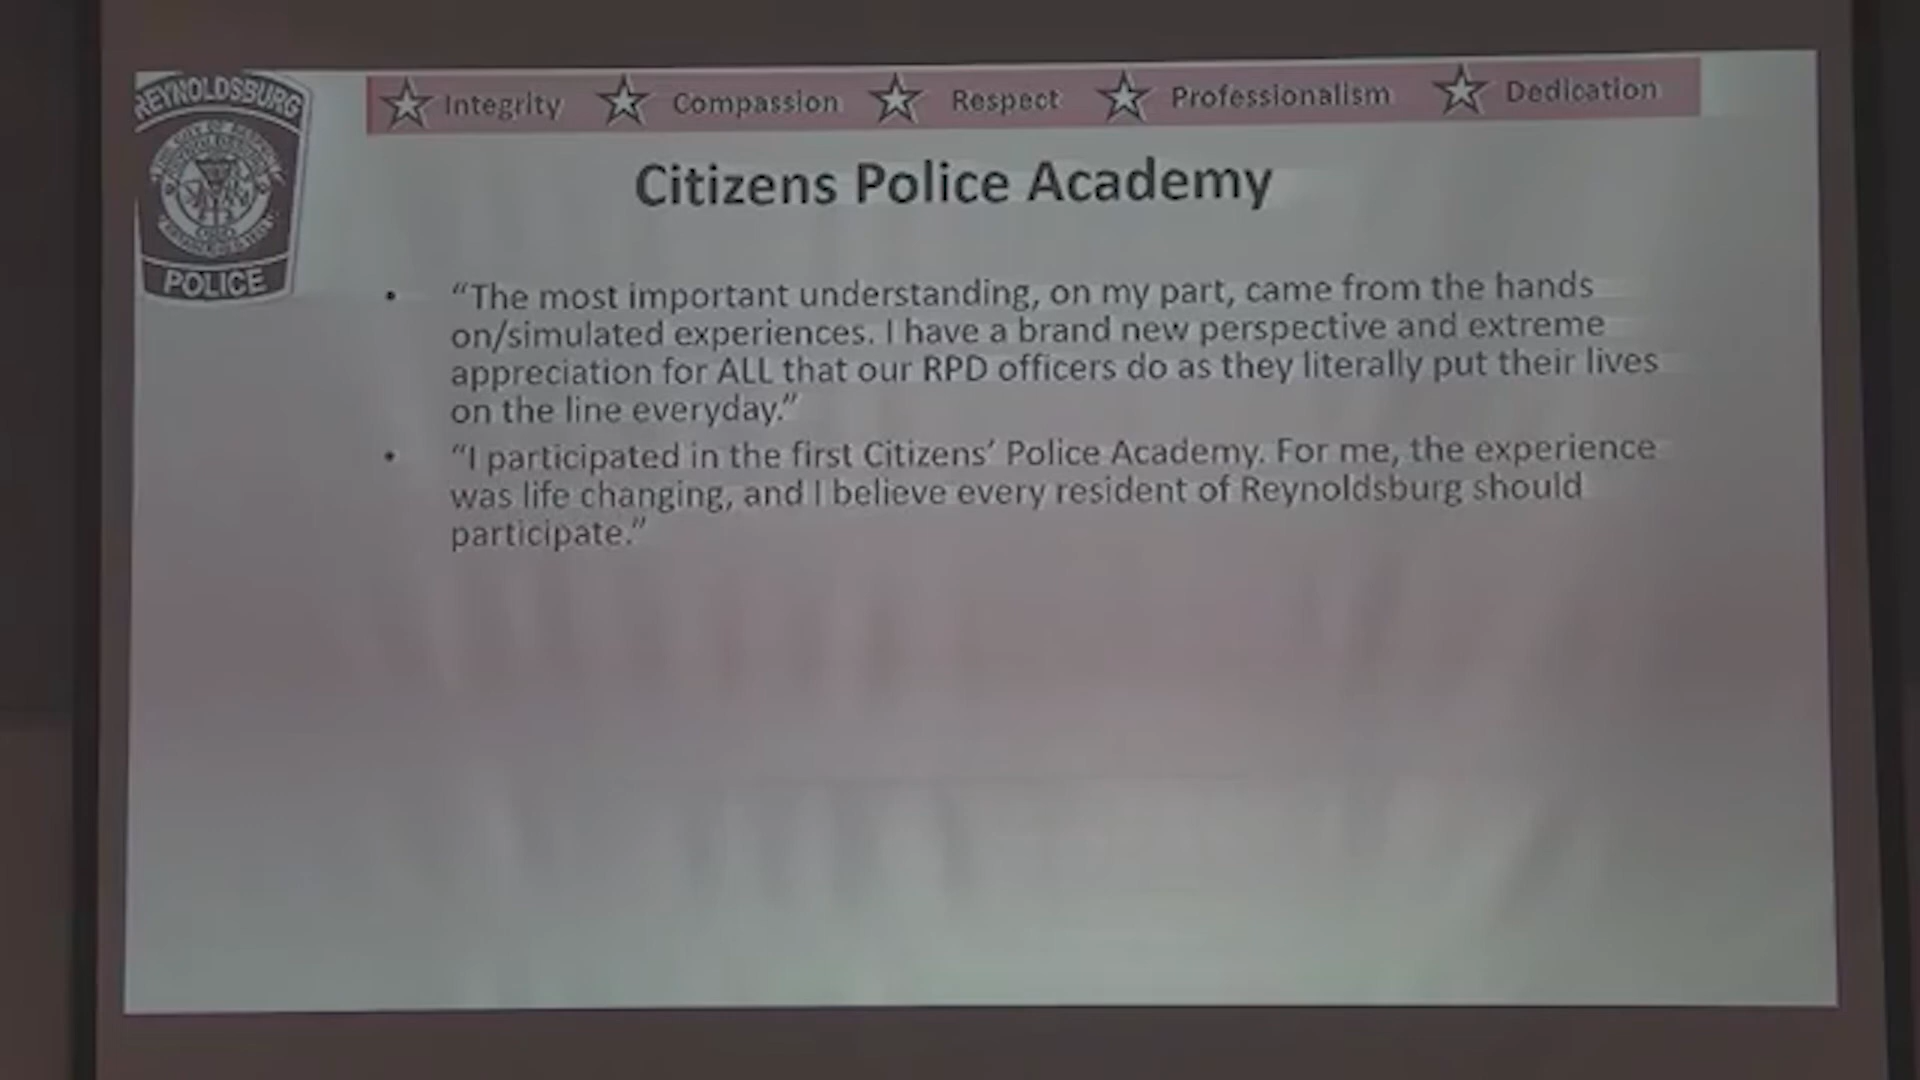 REYNOLDSBURG
POLICE
Integrity Compassion Respect Professionalism Dedication
Citizens Police Academy
• “The most important understanding, on my part, came from the hands
on/simulated experiences. I have a brand new perspective and extreme
appreciation for ALL that our RPD officers do as they literally put their lives
on the line everyday.”
• “I participated in the first Citizens’ Police Academy. For me, the experience
was life changing, and I believe every resident of Reynoldsburg should
participate.”